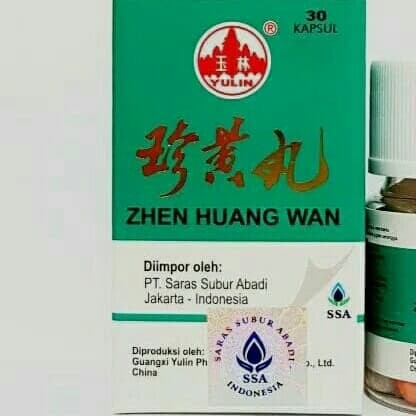 30
KAPSUL
玉林
YULIN
®
珍黄丸
ZHEN HUANG WAN
Diimpor oleh:
PT. Saras Subur Abadi
Jakarta - Indonesia
SSA
SARAS SUBUR ABADI -
SSA
INDONESIA
Diproduksi oleh:
Guangxi Yulin Ph
o., Ltd.
China